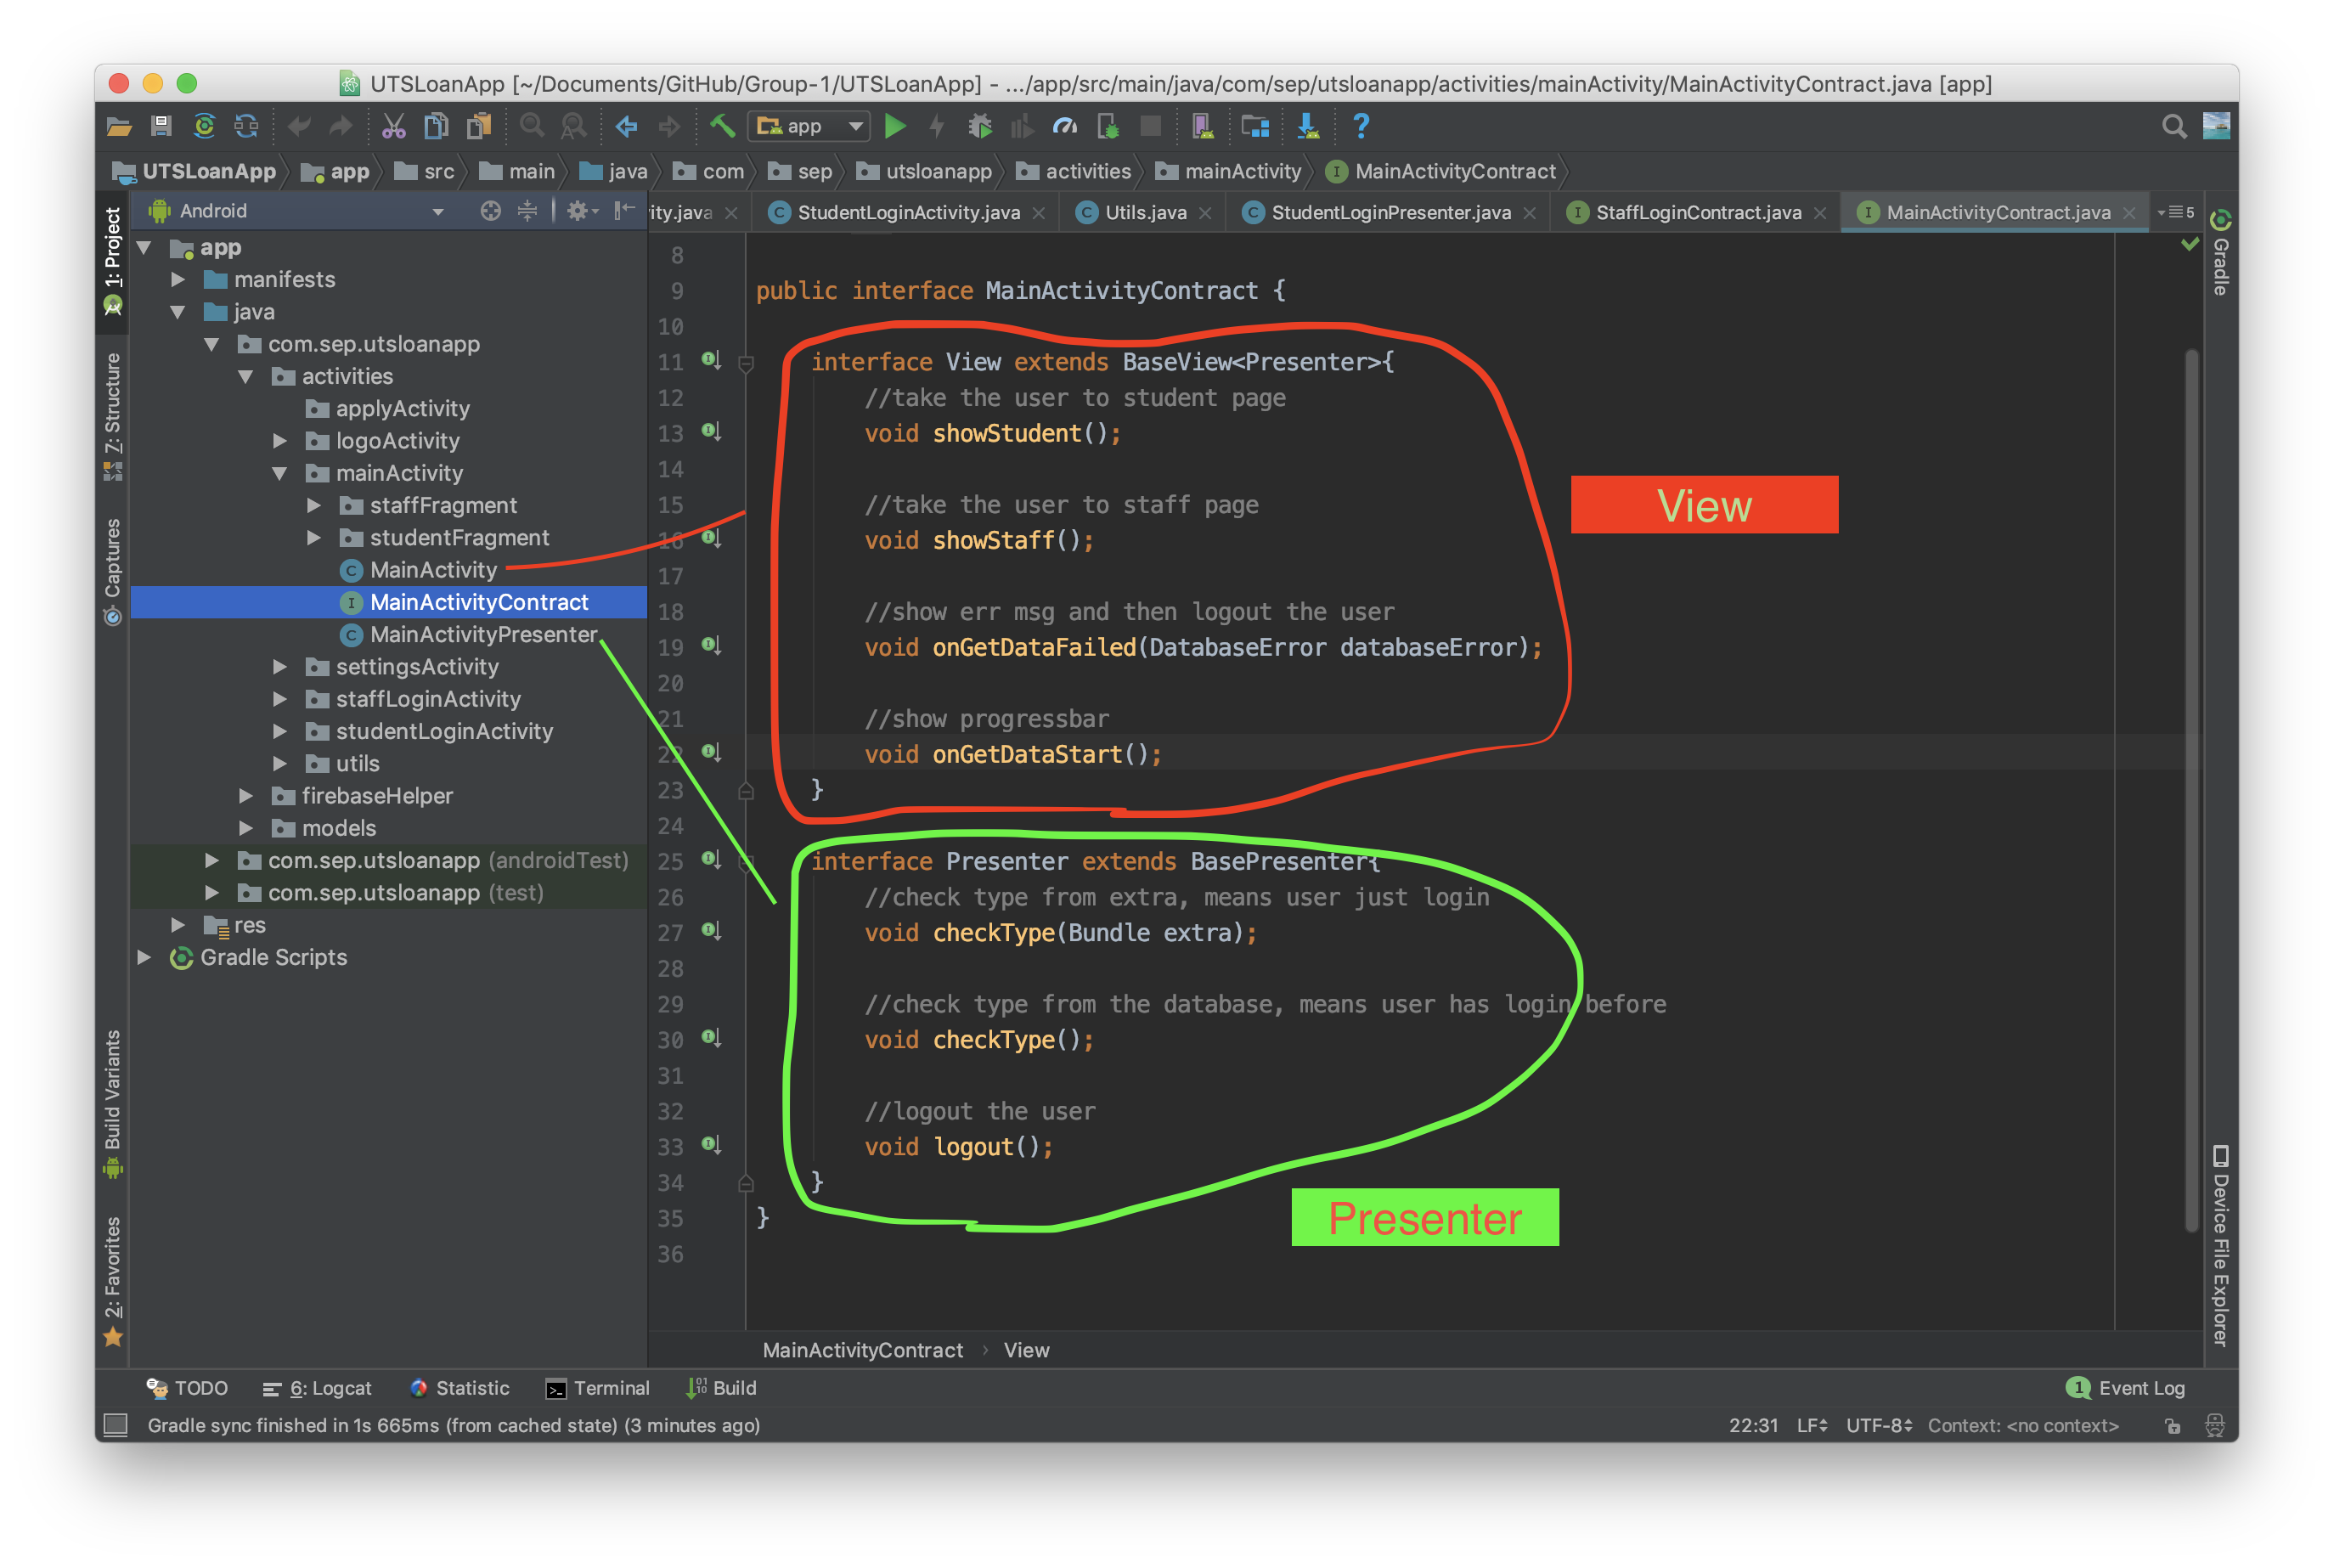 UTSLoanApp [~/Documents/GitHub/Group-1/UTSLoanApp] - .../app/src/main/java/com/sep/utsloanapp/activities/mainActivity/MainActivityContract.java [app]
app
UTSLoanApp app src main java com sep utsloanapp activities mainActivity MainActivityContract
Android
ity.java StudentLoginActivity.java Utils.java StudentLoginPresenter.java StaffLoginContract.java MainActivityContract.java 5
1: Project
Z: Structure
Captures
Build Variants
2: Favorites
app
manifests
java
com.sep.utsloanapp
activities
applyActivity
logoActivity
mainActivity
staffFragment
studentFragment
MainActivity
MainActivityContract
MainActivityPresenter
settingsActivity
staffLoginActivity
studentLoginActivity
utils
firebaseHelper
models
com.sep.utsloanapp (androidTest)
com.sep.utsloanapp (test)
res
Gradle Scripts
8
9 public interface MainActivityContract {
10
11 interface View extends BaseView<Presenter>{
12 //take the user to student page
13 void showStudent();
14
15 //take the user to staff page
16 void showStaff();
17
18 //show err msg and then logout the user
19 void onGetDataFailed(DatabaseError databaseError);
20
21 //show progressbar
22 void onGetDataStart();
23 }
24
25 interface Presenter extends BasePresenter{
26 //check type from extra, means user just login
27 void checkType(Bundle extra);
28
29 //check type from the database, means user has login before
30 void checkType();
31
32 //logout the user
33 void logout();
34 }
35 }
36
View
Presenter
Gradle
Device File Explorer
MainActivityContract › View
TODO 6: Logcat Statistic Terminal Build 1 Event Log
Gradle sync finished in 1s 665ms (from cached state) (3 minutes ago) 22:31 LF UTF-8 Context: <no context>